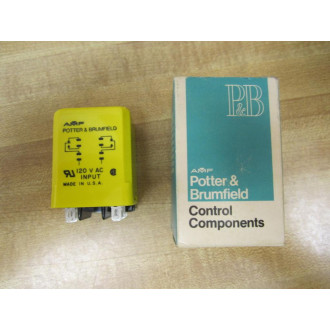 AMF
POTTER & BRUMFIELD
120 V AC
INPUT
MADE IN U.S.A.
P&B
AMF
Potter &
Brumfield
Control
Components